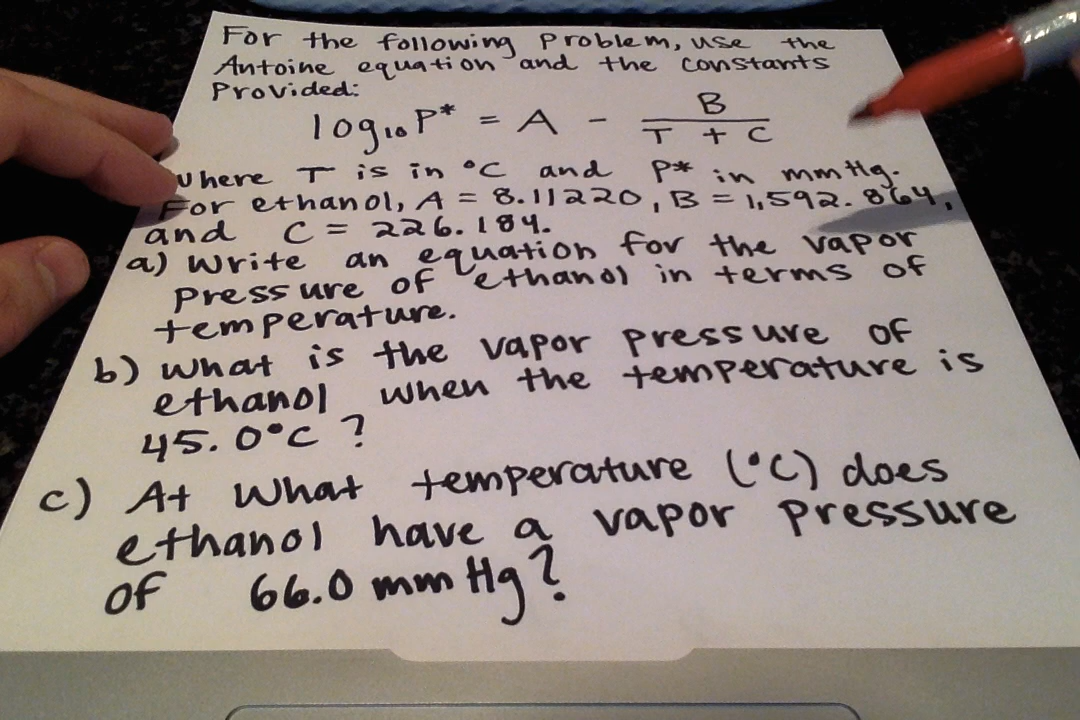 For the following problem, use the
Antoine equation and the constants
Provided:
log₁₀ P* = A - B / (T + C)
where T is in °C and P* in mmHg.
For ethanol, A = 8.11220, B = 1,592.864,
and C = 226.184.
a) Write an equation for the vapor
pressure of ethanol in terms of
temperature.
b) What is the vapor pressure of
ethanol when the temperature is
45.0°C ?
c) At What temperature (°C) does
ethanol have a vapor pressure
of 66.0 mm Hg?